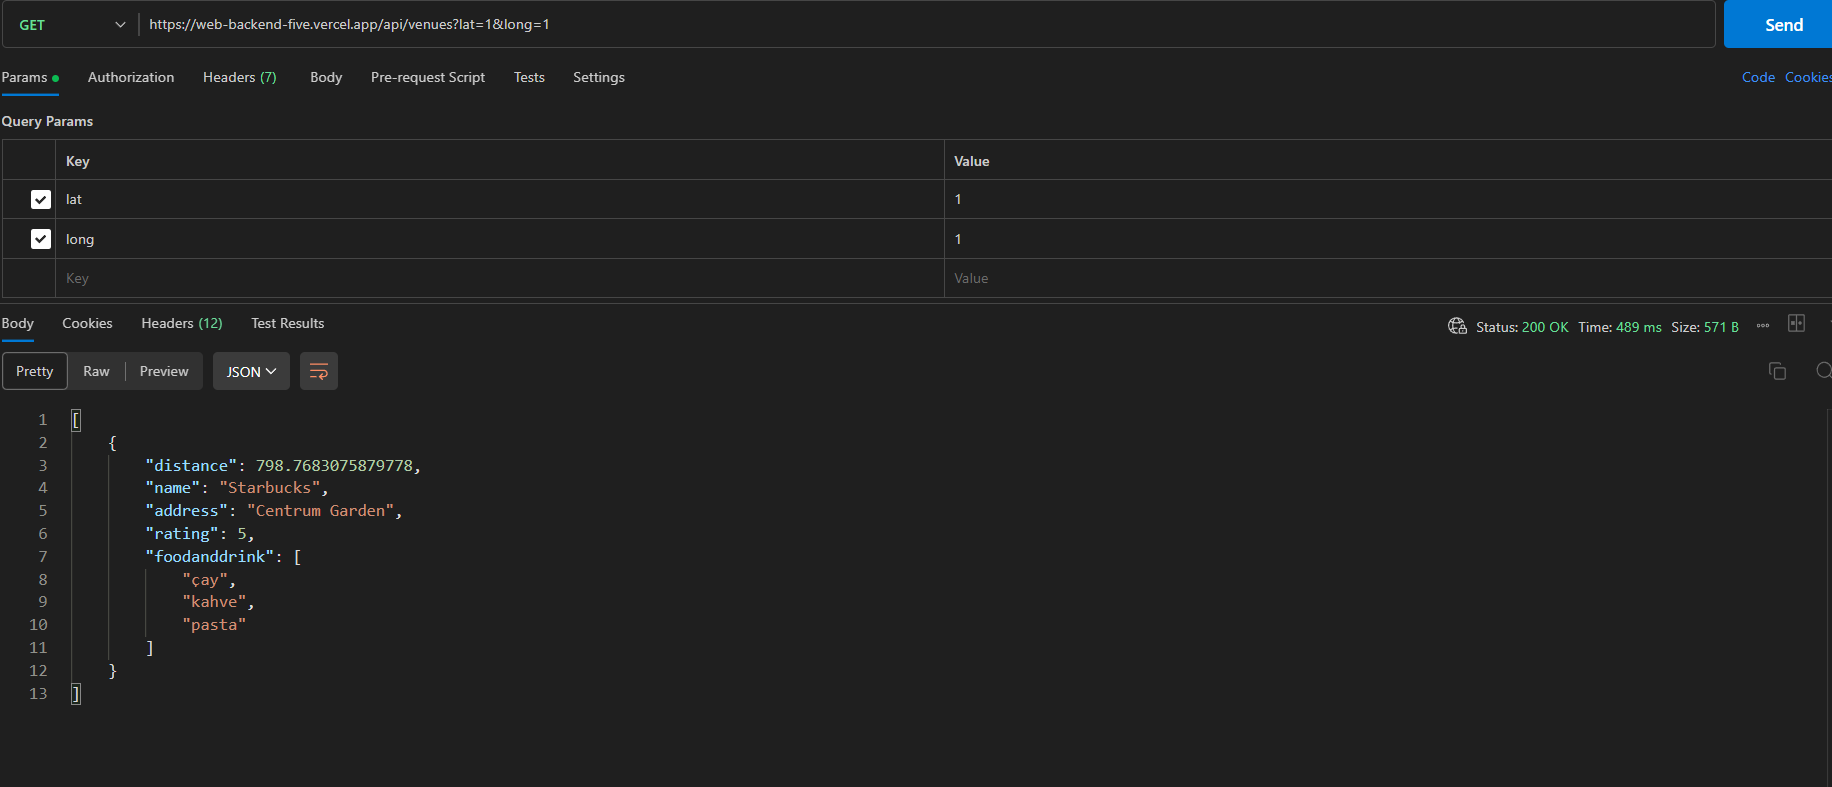 GET https://web-backend-five.vercel.app/api/venues?lat=1&long=1 Send
Params Authorization Headers (7) Body Pre-request Script Tests Settings Code Cookies
Query Params
Key Value
lat 1
long 1
Key Value
Body Cookies Headers (12) Test Results Status: 200 OK Time: 489 ms Size: 571 B
Pretty Raw Preview JSON
1 [
2 {
3 "distance": 798.7683075879778,
4 "name": "Starbucks",
5 "address": "Centrum Garden",
6 "rating": 5,
7 "foodanddrink": [
8 "çay",
9 "kahve",
10 "pasta"
11 ]
12 }
13 ]